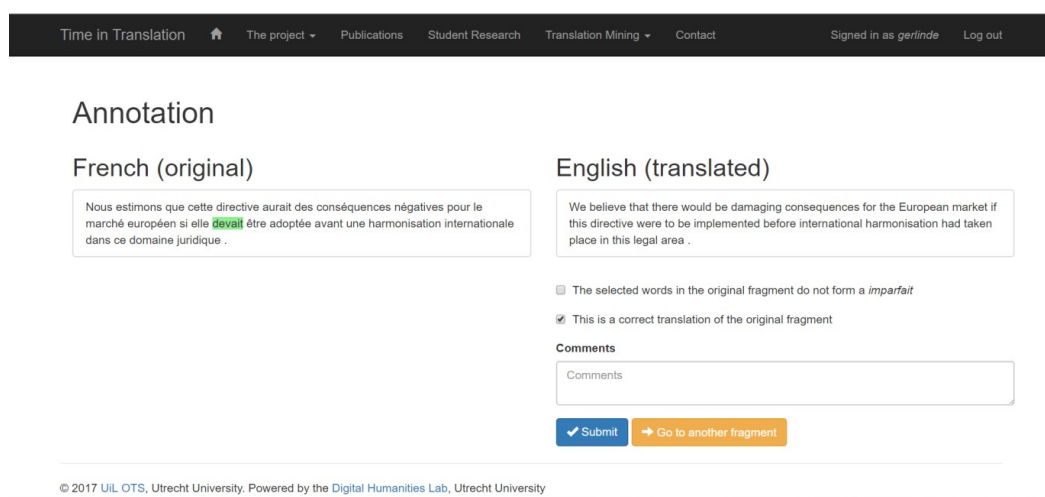 Time in Translation The project Publications Student Research Translation Mining Contact Signed in as gerlinde Log out
Annotation
French (original)
Nous estimons que cette directive aurait des conséquences négatives pour le
marché européen si elle devait être adoptée avant une harmonisation internationale
dans ce domaine juridique .
English (translated)
We believe that there would be damaging consequences for the European market if
this directive were to be implemented before international harmonisation had taken
place in this legal area .
The selected words in the original fragment do not form a imparfait
This is a correct translation of the original fragment
Comments
Comments
Submit Go to another fragment
© 2017 UiL OTS, Utrecht University. Powered by the Digital Humanities Lab, Utrecht University